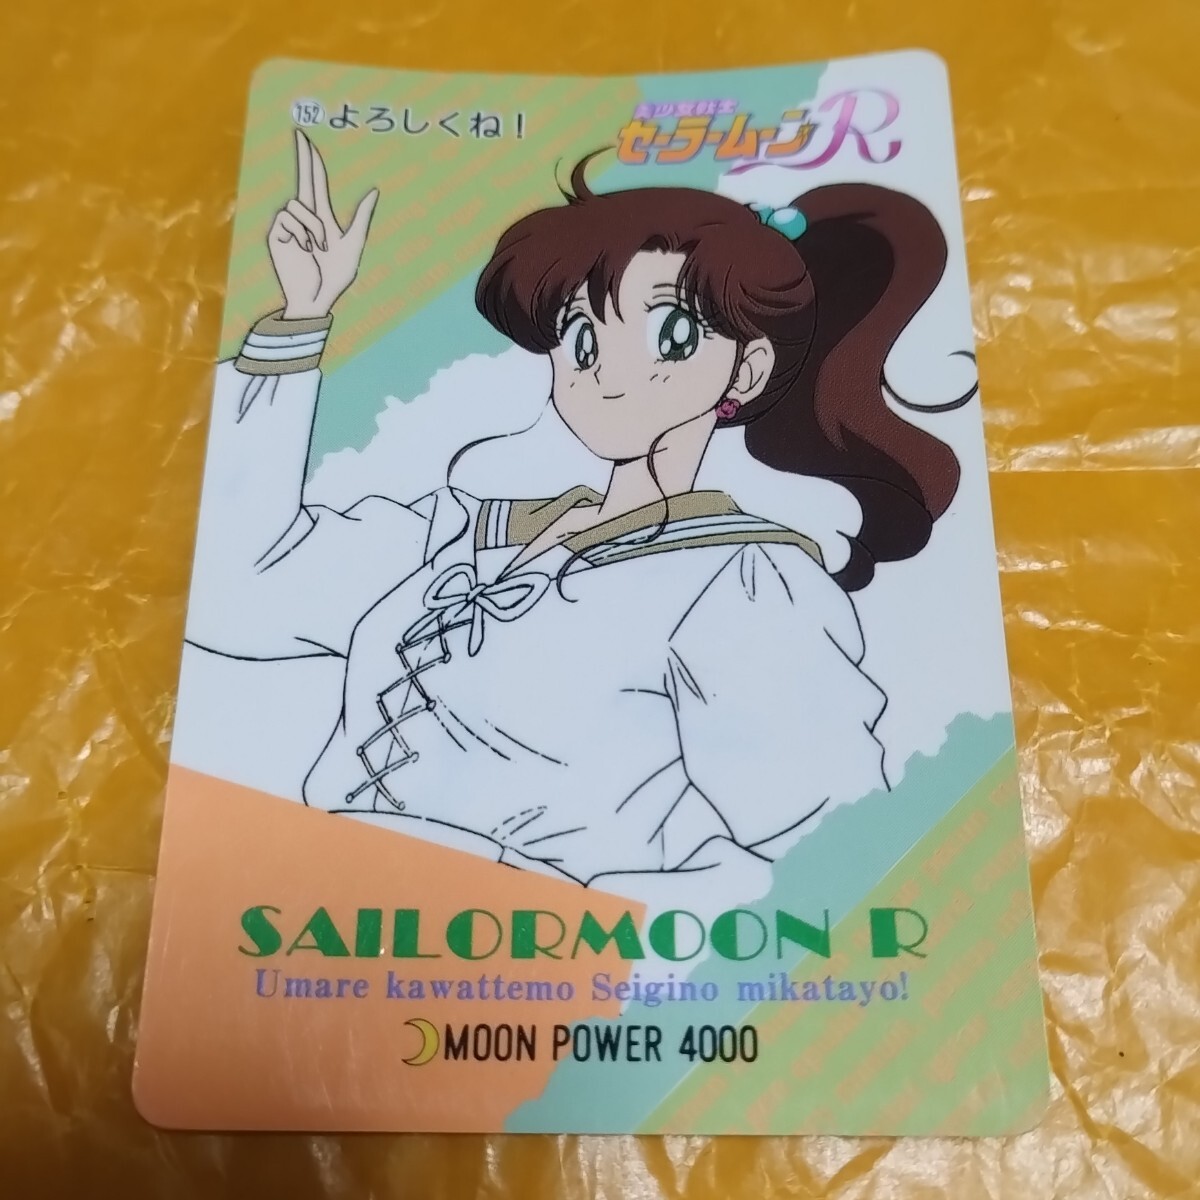 152 よろしくね!
美少女戦士
セーラームーンR
SAILORMOON R
Umare kawattemo Seigino mikatayo!
MOON POWER 4000